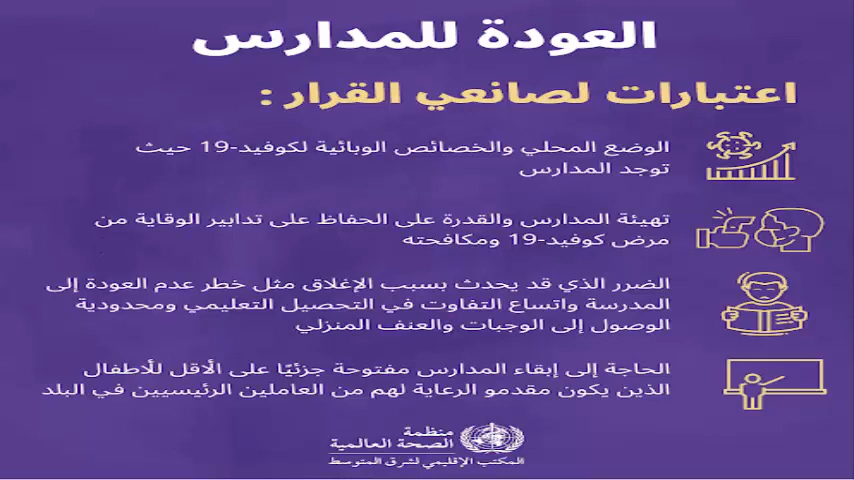 العودة للمدارس
اعتبارات لصانعي القرار :
الوضع المحلي والخصائص الوبائية لكوفيد-19 حيث
توجد المدارس
تهيئة المدارس والقدرة على الحفاظ على تدابير الوقاية من
مرض كوفيد-19 ومكافحته
الضرر الذي قد يحدث بسبب الإغلاق مثل خطر عدم العودة إلى
المدرسة واتساع التفاوت في التحصيل التعليمي ومحدودية
الوصول إلى الوجبات والعنف المنزلي
الحاجة إلى إبقاء المدارس مفتوحة جزئيًا على الأقل للأطفال
الذين يكون مقدمو الرعاية لهم من العاملين الرئيسيين في البلد
منظمة
الصحة العالمية
المكتب الإقليمي لشرق المتوسط